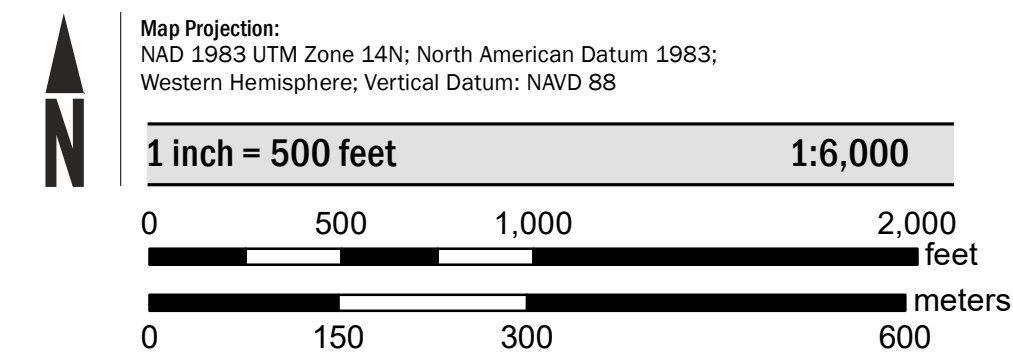 N
Map Projection:
NAD 1983 UTM Zone 14N; North American Datum 1983;
Western Hemisphere; Vertical Datum: NAVD 88
1 inch = 500 feet 1:6,000
0 500 1,000 2,000
feet
meters
0 150 300 600